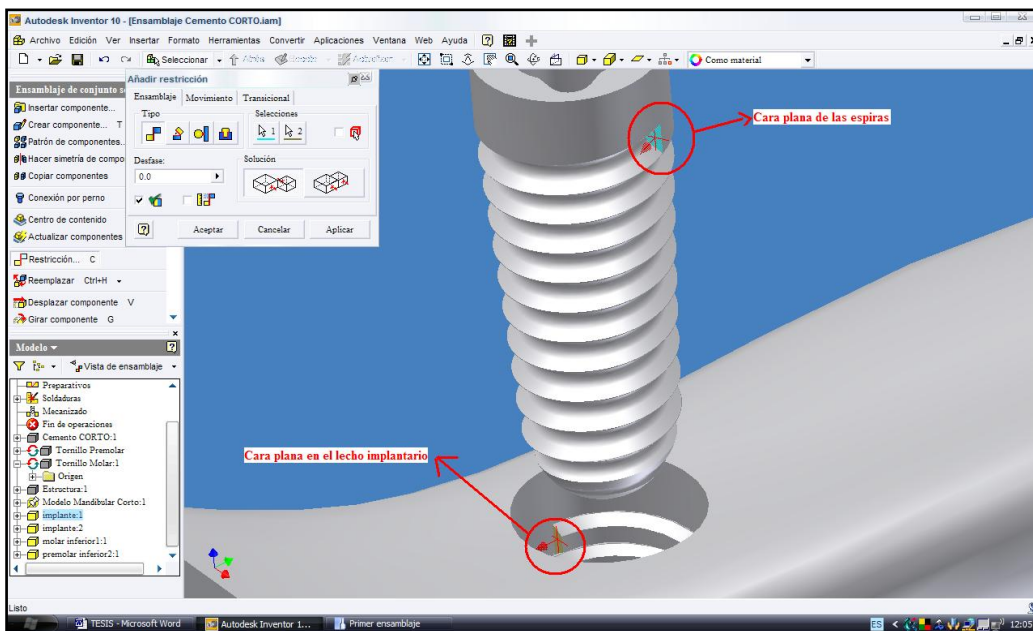 Autodesk Inventor 10 - [Ensamblaje Cemento CORTO.iam]
Archivo Edición Ver Insertar Formato Herramientas Convertir Aplicaciones Ventana Web Ayuda
Seleccionar Como material
Ensamblaje de conjunto s
Insertar componente...
Crear componente... T
Patrón de componentes..
Hacer simetría de compo
Copiar componentes
Conexión por perno
Centro de contenido
Actualizar componentes
Restricción... C
Reemplazar Ctrl+H
Desplazar componente V
Girar componente G
Añadir restricción
Ensamblaje Movimiento Transicional
Tipo
Selecciones
1 2
Desfase:
0.0
Solución
Aceptar Cancelar Aplicar
Cara plana de las espiras
Cara plana en el lecho implantario
Modelo
Vista de ensamblaje
Preparativos
Soldaduras
Mecanizado
Fin de operaciones
Cemento CORTO:1
Tornillo Premolar
Tornillo Molar:1
Origen
Estructura:1
Modelo Mandibular Corto:1
implante:1
implante:2
molar inferior1:1
premolar inferior2:1
Listo
TESIS - Microsoft Word Autodesk Inventor 1... Primer ensamblaje ES 12:05